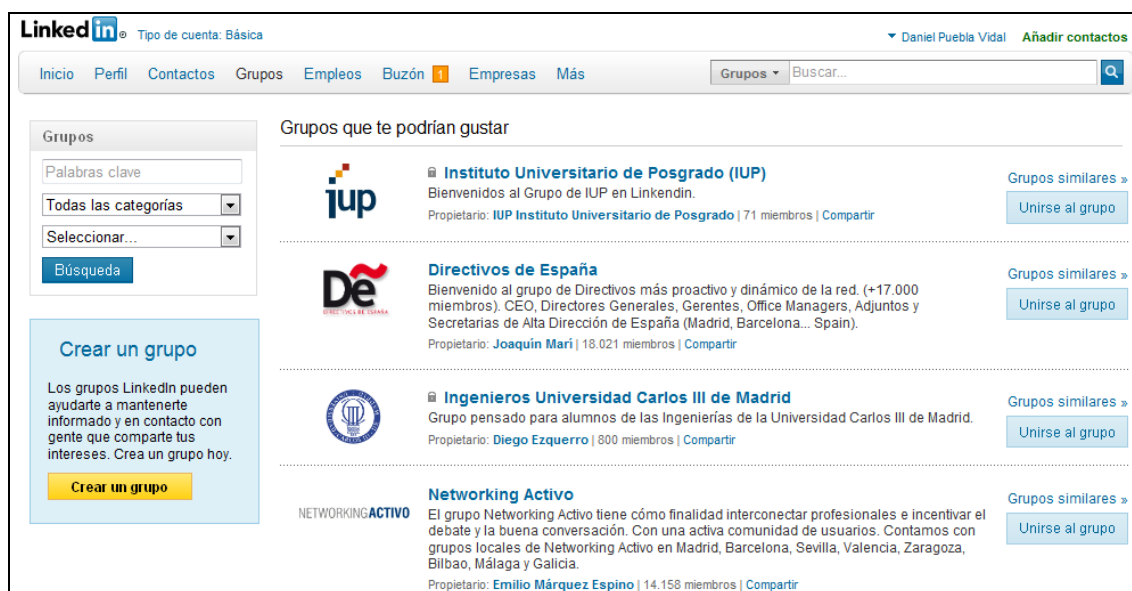 Linked in® Tipo de cuenta: Básica
Daniel Puebla Vidal Añadir contactos
Inicio Perfil Contactos Grupos Empleos Buzón 1 Empresas Más Grupos Buscar...
Grupos
Palabras clave
Todas las categorías
Seleccionar...
Búsqueda
Crear un grupo
Los grupos LinkedIn pueden
ayudarte a mantenerte
informado y en contacto con
gente que comparte tus
intereses. Crea un grupo hoy.
Crear un grupo
Grupos que te podrían gustar
iup
Instituto Universitario de Posgrado (IUP)
Bienvenidos al Grupo de IUP en Linkendin.
Propietario: IUP Instituto Universitario de Posgrado | 71 miembros | Compartir
Grupos similares »
Unirse al grupo
De
DIRECTIVOS DE ESPAÑA
Directivos de España
Bienvenido al grupo de Directivos más proactivo y dinámico de la red. (+17.000
miembros). CEO, Directores Generales, Gerentes, Office Managers, Adjuntos y
Secretarias de Alta Dirección de España (Madrid, Barcelona... Spain).
Propietario: Joaquín Marí | 18.021 miembros | Compartir
Grupos similares »
Unirse al grupo
Ingenieros Universidad Carlos III de Madrid
Grupo pensado para alumnos de las Ingenierías de la Universidad Carlos III de Madrid.
Propietario: Diego Ezquerro | 800 miembros | Compartir
Grupos similares »
Unirse al grupo
NETWORKINGACTIVO
Networking Activo
El grupo Networking Activo tiene cómo finalidad interconectar profesionales e incentivar el
debate y la buena conversación. Con una activa comunidad de usuarios. Contamos con
grupos locales de Networking Activo en Madrid, Barcelona, Sevilla, Valencia, Zaragoza,
Bilbao, Málaga y Galicia.
Propietario: Emilio Márquez Espino | 14.158 miembros | Compartir
Grupos similares »
Unirse al grupo